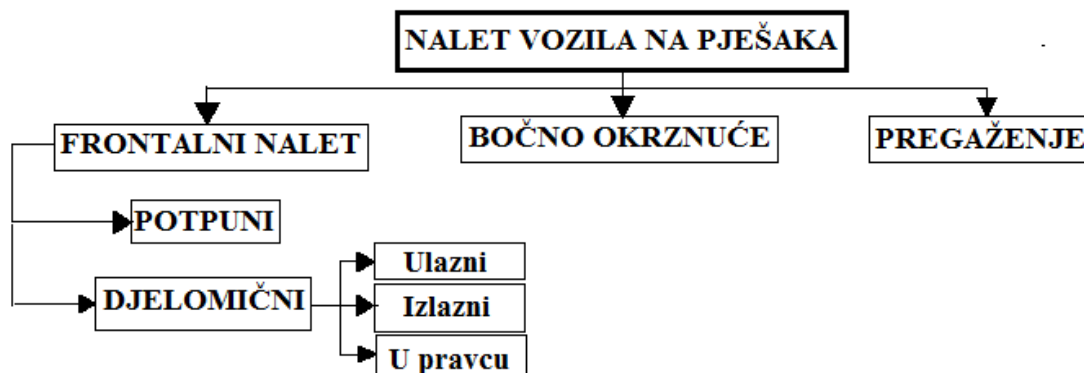 NALET VOZILA NA PJEŠAKA
FRONTALNI NALET
BOČNO OKRZNUĆE
PREGAŽENJE
POTPUNI
DJELOMIČNI
Ulazni
Izlazni
U pravcu